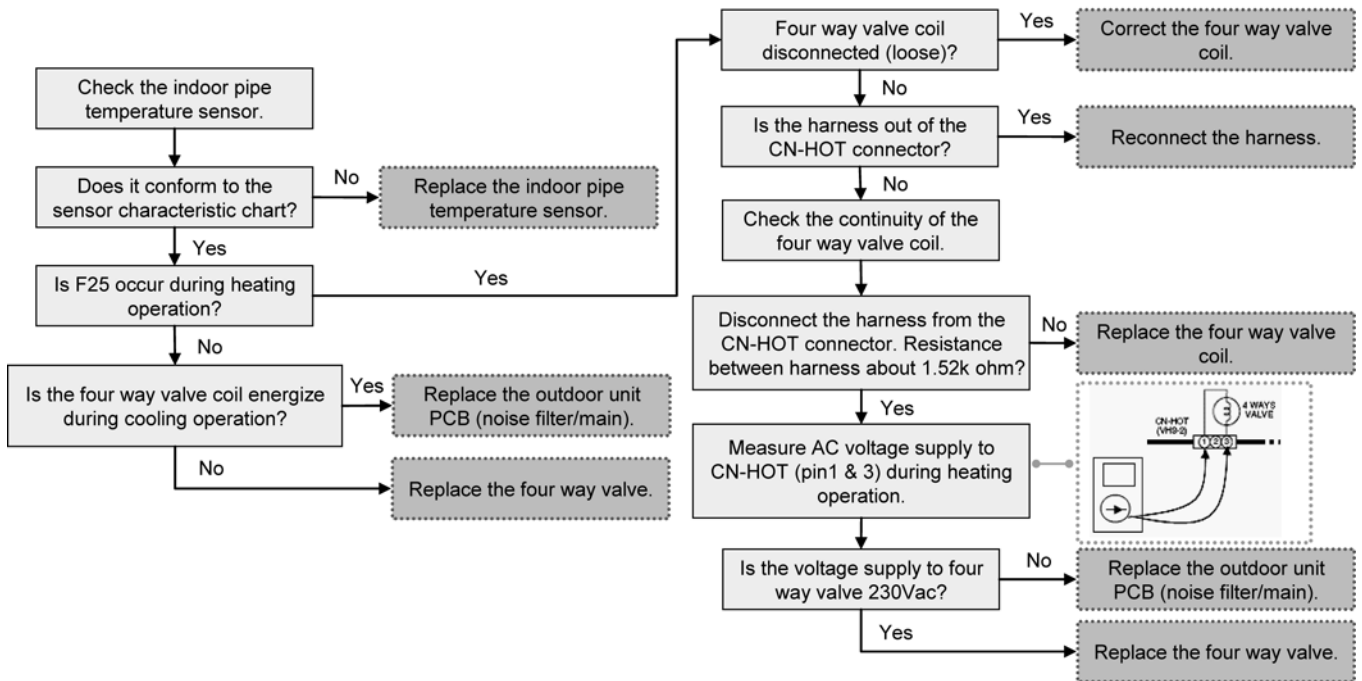 Check the indoor pipe
temperature sensor.
Does it conform to the
sensor characteristic chart?
No
Replace the indoor pipe
temperature sensor.
Yes
Is F25 occur during heating
operation?
Yes
No
Is the four way valve coil energize
during cooling operation?
Yes
Replace the outdoor unit
PCB (noise filter/main).
No
Replace the four way valve.
Four way valve coil
disconnected (loose)?
Yes
Correct the four way valve
coil.
No
Is the harness out of the
CN-HOT connector?
Yes
Reconnect the harness.
No
Check the continuity of the
four way valve coil.
Disconnect the harness from the
CN-HOT connector. Resistance
between harness about 1.52k ohm?
No
Replace the four way valve
coil.
Yes
Measure AC voltage supply to
CN-HOT (pin1 & 3) during heating
operation.
4 WAYS
VALVE
CN-HOT
(VH9-2)
1 2 3
Is the voltage supply to four
way valve 230Vac?
No
Replace the outdoor unit
PCB (noise filter/main).
Yes
Replace the four way valve.